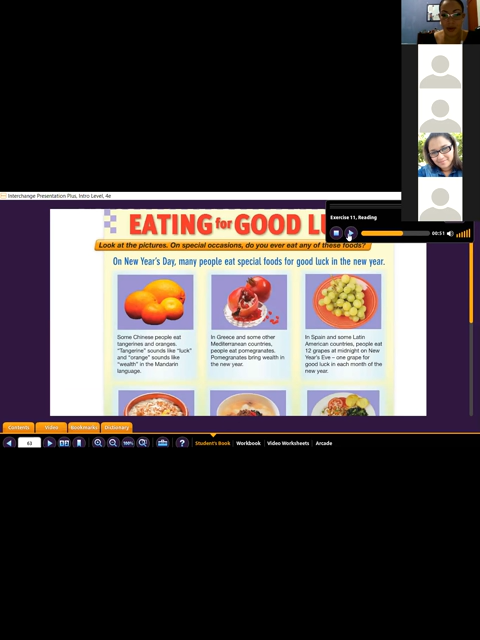 Interchange Presentation Plus, Intro Level, 4e
Exercise 11, Reading
00:51
EATING for GOOD LU
Look at the pictures. On special occasions, do you ever eat any of these foods?
On New Year's Day, many people eat special foods for good luck in the new year.
Some Chinese people eat
tangerines and oranges.
"Tangerine" sounds like "luck"
and "orange" sounds like
"wealth" in the Mandarin
language.
In Greece and some other
Mediterranean countries,
people eat pomegranates.
Pomegranates bring wealth in
the new year.
In Spain and some Latin
American countries, people eat
12 grapes at midnight on New
Year's Eve – one grape for
good luck in each month of the
new year.
Contents Video Bookmarks Dictionary
63 100% ? Student's Book Workbook Video Worksheets Arcade